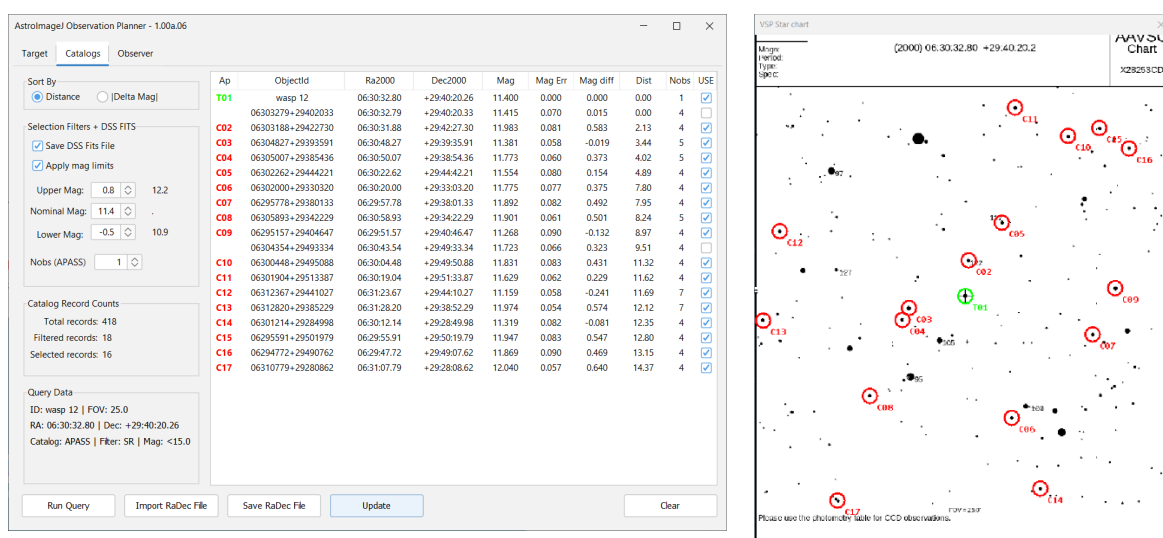 AstroImageJ Observation Planner - 1.00a.06
Target Catalogs Observer
Sort By
Distance |Delta Mag|
Selection Filters + DSS FITS
Save DSS Fits File
Apply mag limits
Upper Mag: 0.8 12.2
Nominal Mag: 11.4 .
Lower Mag: -0.5 10.9
Nobs (APASS) 1
Catalog Record Counts
Total records: 418
Filtered records: 18
Selected records: 16
Query Data
ID: wasp 12 | FOV: 25.0
RA: 06:30:32.80 | Dec: +29:40:20.26
Catalog: APASS | Filter: SR | Mag: <15.0
Ap ObjectId Ra2000 Dec2000 Mag Mag Err Mag diff Dist Nobs USE
T01 wasp 12 06:30:32.80 +29:40:20.26 11.400 0.000 0.000 0.00 1
06303279+29402033 06:30:32.79 +29:40:20.33 11.415 0.070 0.015 0.00 4
C02 06303188+29422730 06:30:31.88 +29:42:27.30 11.983 0.081 0.583 2.13 4
C03 06304827+29393591 06:30:48.27 +29:39:35.91 11.381 0.058 -0.019 3.44 5
C04 06305007+29385436 06:30:50.07 +29:38:54.36 11.773 0.060 0.373 4.02 5
C05 06302262+29444221 06:30:22.62 +29:44:42.21 11.554 0.080 0.154 4.89 4
C06 06302000+29330320 06:30:20.00 +29:33:03.20 11.775 0.077 0.375 7.80 4
C07 06295778+29380133 06:29:57.78 +29:38:01.33 11.892 0.082 0.492 7.95 4
C08 06305893+29342229 06:30:58.93 +29:34:22.29 11.901 0.061 0.501 8.24 5
C09 06295157+29404647 06:29:51.57 +29:40:46.47 11.268 0.090 -0.132 8.97 4
06304354+29493334 06:30:43.54 +29:49:33.34 11.723 0.066 0.323 9.51 4
C10 06300448+29495088 06:30:04.48 +29:49:50.88 11.831 0.083 0.431 11.32 4
C11 06301904+29513387 06:30:19.04 +29:51:33.87 11.629 0.062 0.229 11.62 4
C12 06312367+29441027 06:31:23.67 +29:44:10.27 11.159 0.058 -0.241 11.69 7
C13 06312820+29385229 06:31:28.20 +29:38:52.29 11.974 0.054 0.574 12.12 7
C14 06301214+29284998 06:30:12.14 +29:28:49.98 11.319 0.082 -0.081 12.35 4
C15 06295591+29501979 06:29:55.91 +29:50:19.79 11.947 0.083 0.547 12.80 4
C16 06294772+29490762 06:29:47.72 +29:49:07.62 11.869 0.090 0.469 13.15 4
C17 06310779+29280862 06:31:07.79 +29:28:08.62 12.040 0.057 0.640 14.37 4
Run Query Import RaDec File Save RaDec File Update Clear
VSP Star chart
Magn:
Period:
Type:
Spec:
(2000) 06.30.32.80 +29.40.20.2
AAVSO
Chart
X28253CD
C11
C10
C15
C16
97
C05
C12
C02
127
C09
T01
C03
C04
C13
105
C07
95
C08
108
C06
C14
C17
Please use the photometry table for CCD observations.